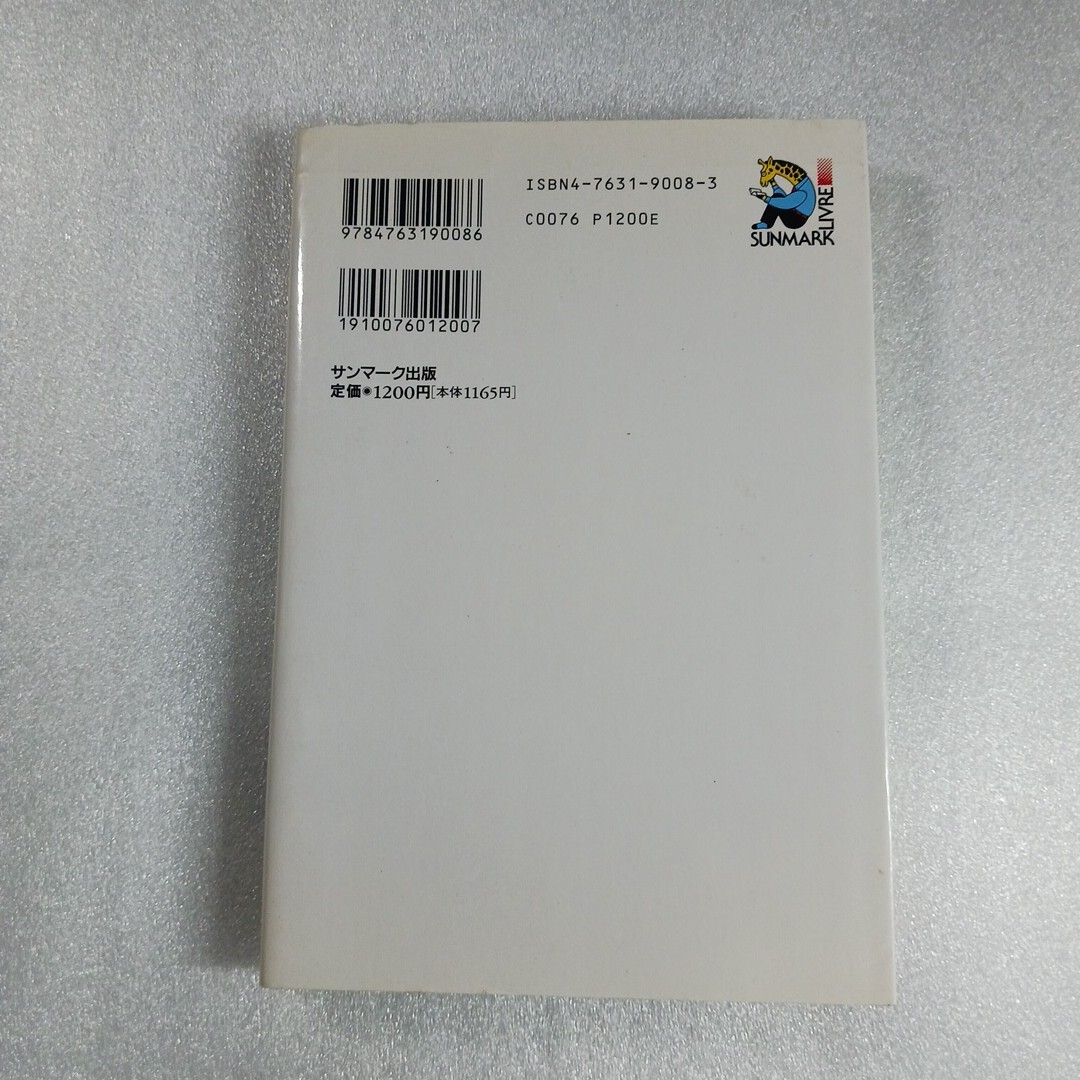 ISBN4-7631-9008-3
C0076 P1200E
9784763190086
1910076012007
サンマーク出版
定価◉1200円[本体1165円]
SUNMARK
LIVRE